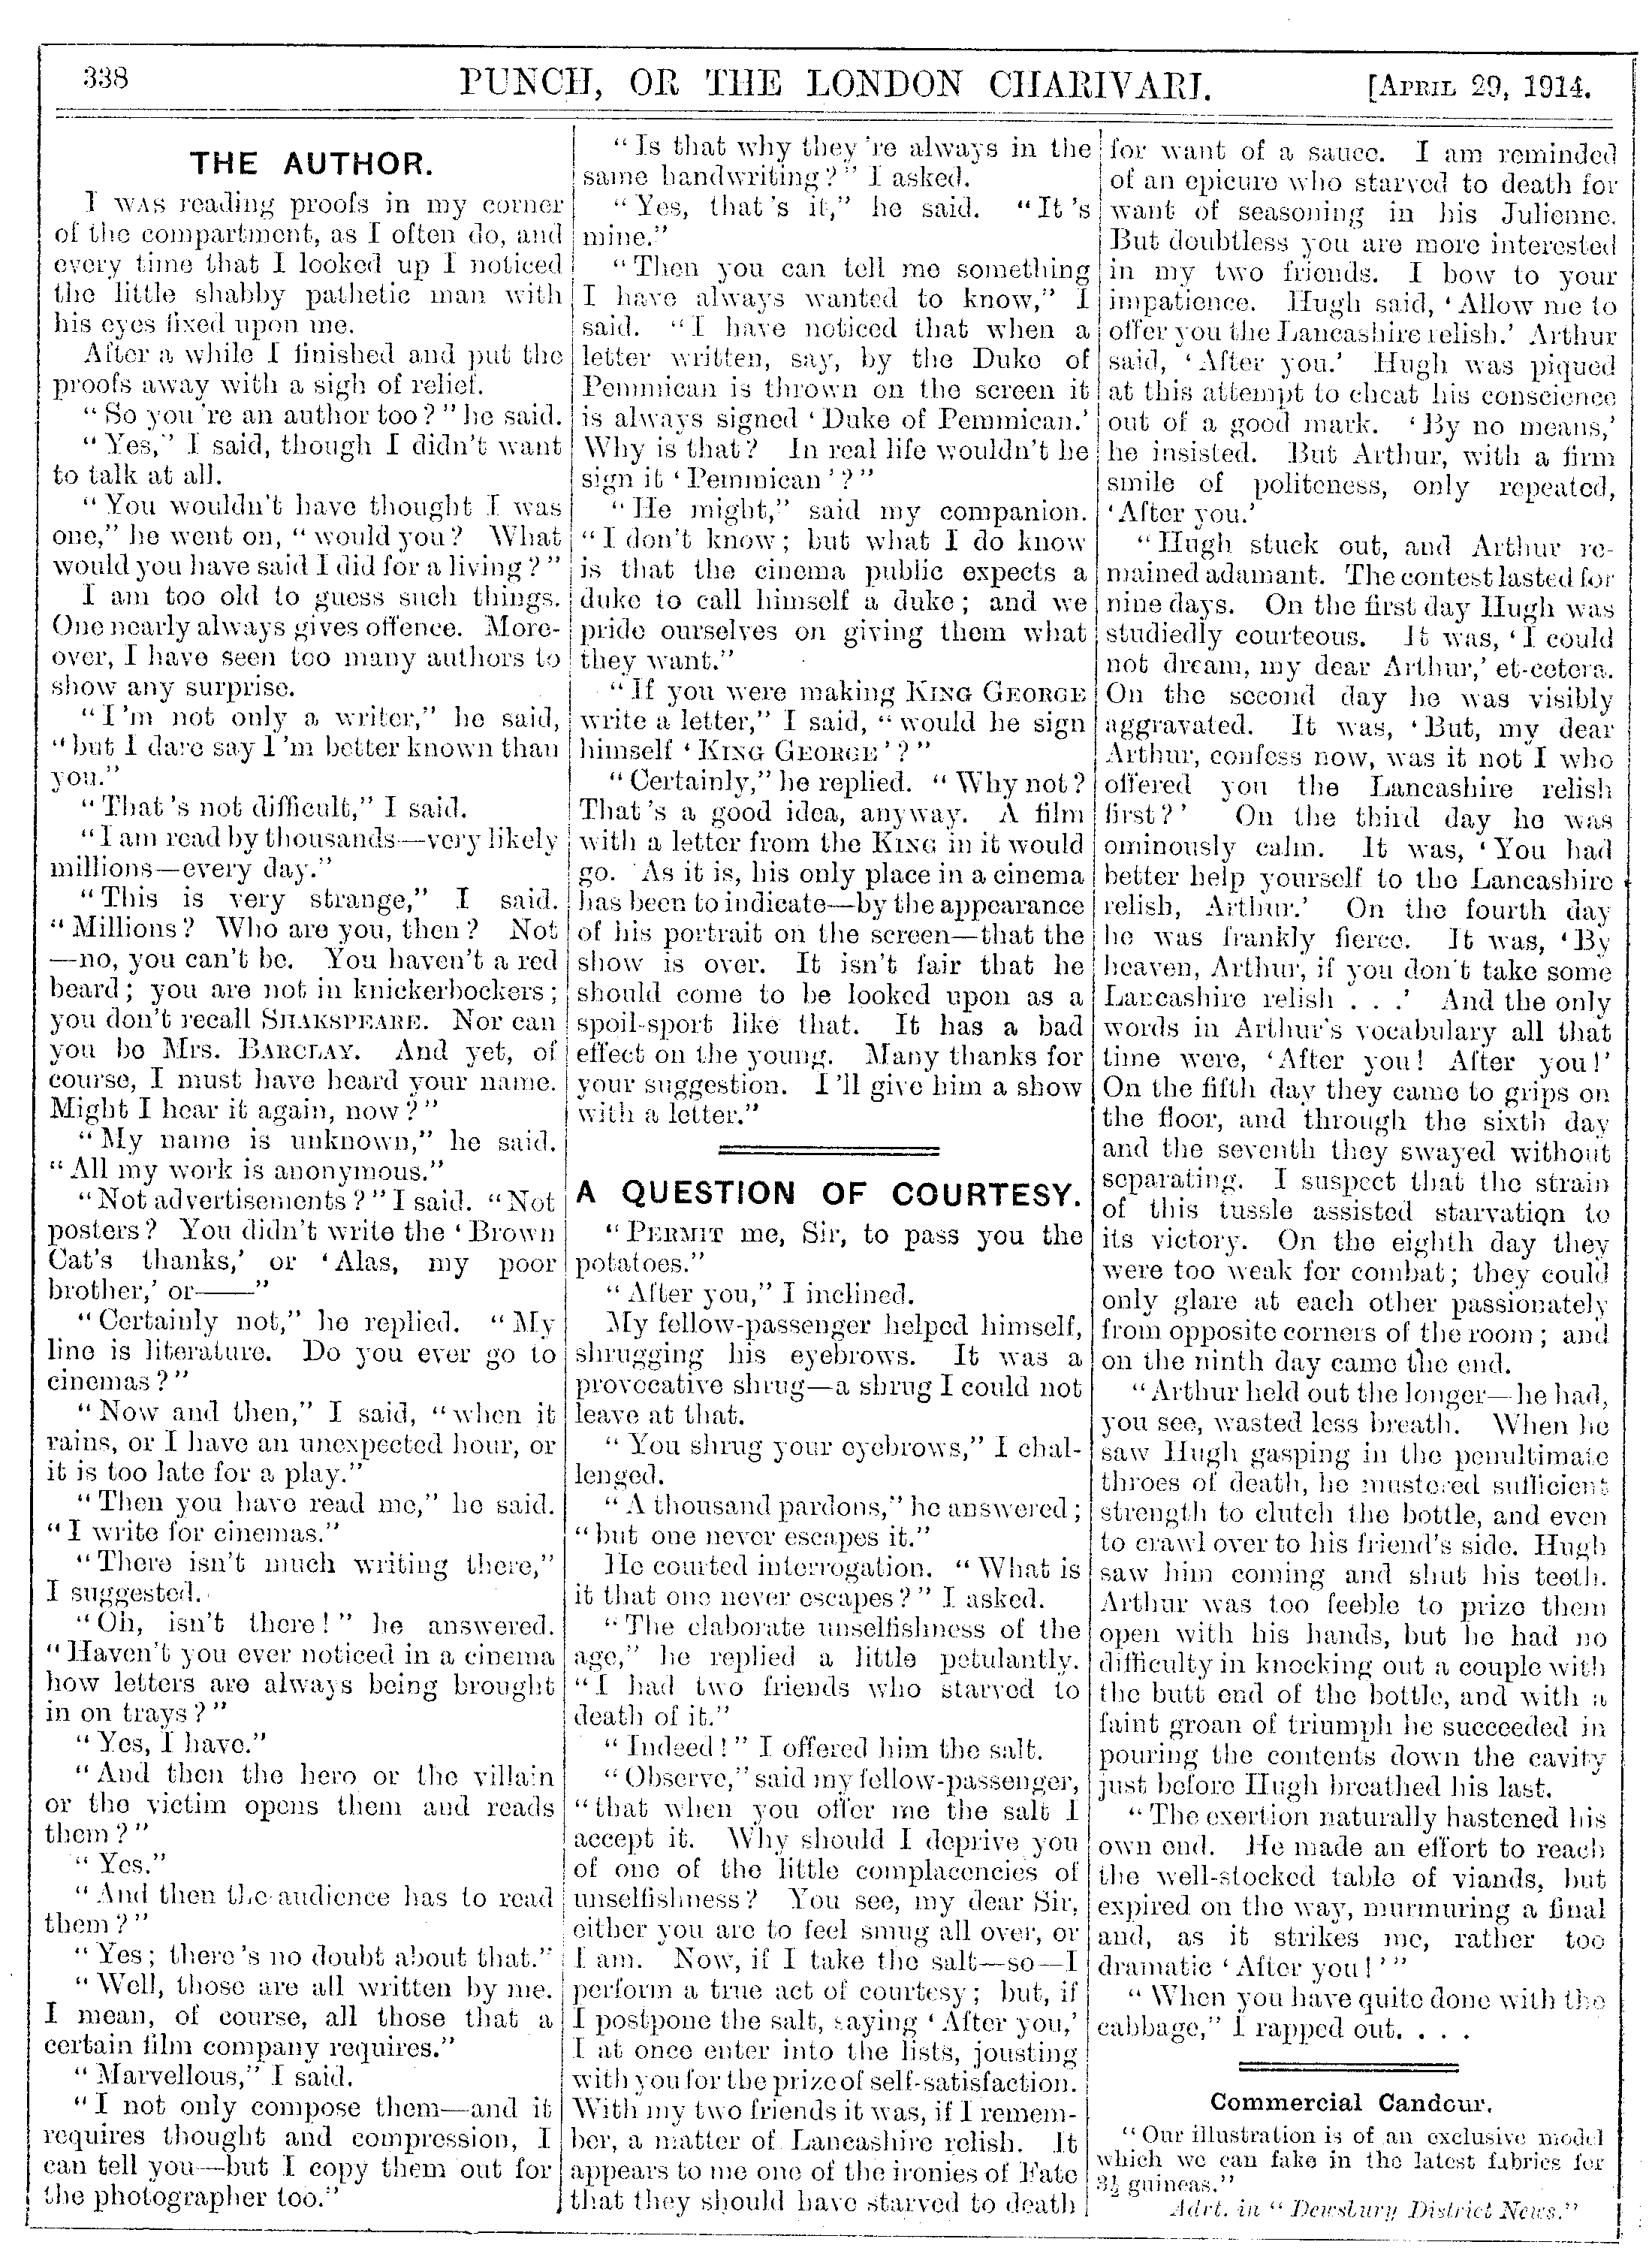 338
PUNCH, OR THE LONDON CHARIVARI.
[APRIL 29, 1914.
THE AUTHOR.
I WAS reading proofs in my corner
of the compartment, as I often do, and
every time that I looked up I noticed
the little shabby pathetic man with
his eyes fixed upon me.
After a while I finished and put the
proofs away with a sigh of relief.
"So you're an author too?" he said.
"Yes," I said, though I didn't want
to talk at all.
"You wouldn't have thought I was
one," he went on, "would you? What
would you have said I did for a living?"
I am too old to guess such things.
One nearly always gives offence. More-
over, I have seen too many authors to
show any surprise.
"I'm not only a writer," he said,
"but I dare say I'm better known than
you."
"That's not difficult," I said.
"I am read by thousands—very likely
millions—every day."
"This is very strange," I said.
"Millions? Who are you, then? Not
—no, you can't be. You haven't a red
beard; you are not in knickerbockers;
you don't recall SHAKSPEARE. Nor can
you be Mrs. BARCLAY. And yet, of
course, I must have heard your name.
Might I hear it again, now?"
"My name is unknown," he said.
"All my work is anonymous."
"Not advertisements?" I said. "Not
posters? You didn't write the 'Brown
Cat's thanks,' or 'Alas, my poor
brother,' or——"
"Certainly not," he replied. "My
line is literature. Do you ever go to
cinemas?"
"Now and then," I said, "when it
rains, or I have an unexpected hour, or
it is too late for a play."
"Then you have read me," he said.
"I write for cinemas."
"There isn't much writing there,"
I suggested.
"Oh, isn't there!" he answered.
"Haven't you ever noticed in a cinema
how letters are always being brought
in on trays?"
"Yes, I have."
"And then the hero or the villain
or the victim opens them and reads
them?"
"Yes."
"And then the audience has to read
them?"
"Yes; there's no doubt about that."
"Well, those are all written by me.
I mean, of course, all those that a
certain film company requires."
"Marvellous," I said.
"I not only compose them—and it
requires thought and compression, I
can tell you—but I copy them out for
the photographer too."
"Is that why they're always in the
same handwriting?" I asked.
"Yes, that's it," he said. "It's
mine."
"Then you can tell me something
I have always wanted to know," I
said. "I have noticed that when a
letter written, say, by the Duke of
Pemmican is thrown on the screen it
is always signed 'Duke of Pemmican.'
Why is that? In real life wouldn't he
sign it 'Pemmican'?"
"He might," said my companion.
"I don't know; but what I do know
is that the cinema public expects a
duke to call himself a duke; and we
pride ourselves on giving them what
they want."
"If you were making KING GEORGE
write a letter," I said, "would he sign
himself 'KING GEORGE'?"
"Certainly," he replied. "Why not?
That's a good idea, anyway. A film
with a letter from the KING in it would
go. As it is, his only place in a cinema
has been to indicate—by the appearance
of his portrait on the screen—that the
show is over. It isn't fair that he
should come to be looked upon as a
spoil-sport like that. It has a bad
effect on the young. Many thanks for
your suggestion. I'll give him a show
with a letter."
A QUESTION OF COURTESY.
"PERMIT me, Sir, to pass you the
potatoes."
"After you," I inclined.
My fellow-passenger helped himself,
shrugging his eyebrows. It was a
provocative shrug—a shrug I could not
leave at that.
"You shrug your eyebrows," I chal-
lenged.
"A thousand pardons," he answered;
"but one never escapes it."
He courted interrogation. "What is
it that one never escapes?" I asked.
"The elaborate unselfishness of the
age," he replied a little petulantly.
"I had two friends who starved to
death of it."
"Indeed!" I offered him the salt.
"Observe," said my fellow-passenger,
"that when you offer me the salt I
accept it. Why should I deprive you
of one of the little complacencies of
unselfishness? You see, my dear Sir,
either you are to feel smug all over, or
I am. Now, if I take the salt—so—I
perform a true act of courtesy; but, if
I postpone the salt, saying 'After you,'
I at once enter into the lists, jousting
with you for the prize of self-satisfaction.
With my two friends it was, if I remem-
ber, a matter of Lancashire relish. It
appears to me one of the ironies of Fate
that they should have starved to death
for want of a sauce. I am reminded
of an epicure who starved to death for
want of seasoning in his Julienne.
But doubtless you are more interested
in my two friends. I bow to your
impatience. Hugh said, 'Allow me to
offer you the Lancashire relish.' Arthur
said, 'After you.' Hugh was piqued
at this attempt to cheat his conscience
out of a good mark. 'By no means,'
he insisted. But Arthur, with a firm
smile of politeness, only repeated,
'After you.'
"Hugh stuck out, and Arthur re-
mained adamant. The contest lasted for
nine days. On the first day Hugh was
studiedly courteous. It was, 'I could
not dream, my dear Arthur,' et-cetera.
On the second day he was visibly
aggravated. It was, 'But, my dear
Arthur, confess now, was it not I who
offered you the Lancashire relish
first?' On the third day he was
ominously calm. It was, 'You had
better help yourself to the Lancashire
relish, Arthur.' On the fourth day
he was frankly fierce. It was, 'By
heaven, Arthur, if you don't take some
Lancashire relish . . .' And the only
words in Arthur's vocabulary all that
time were, 'After you! After you!'
On the fifth day they came to grips on
the floor, and through the sixth day
and the seventh they swayed without
separating. I suspect that the strain
of this tussle assisted starvation to
its victory. On the eighth day they
were too weak for combat; they could
only glare at each other passionately
from opposite corners of the room; and
on the ninth day came the end.
"Arthur held out the longer—he had,
you see, wasted less breath. When he
saw Hugh gasping in the penultimate
throes of death, he mustered sufficient
strength to clutch the bottle, and even
to crawl over to his friend's side. Hugh
saw him coming and shut his teeth.
Arthur was too feeble to prize them
open with his hands, but he had no
difficulty in knocking out a couple with
the butt end of the bottle, and with a
faint groan of triumph he succeeded in
pouring the contents down the cavity
just before Hugh breathed his last.
"The exertion naturally hastened his
own end. He made an effort to reach
the well-stocked table of viands, but
expired on the way, murmuring a final
and, as it strikes me, rather too
dramatic 'After you!'"
"When you have quite done with the
cabbage," I rapped out. . . .
Commercial Candour.
"Our illustration is of an exclusive model
which we can fake in the latest fabrics for
3½ guineas."
Advt. in "Dewsbury District News."